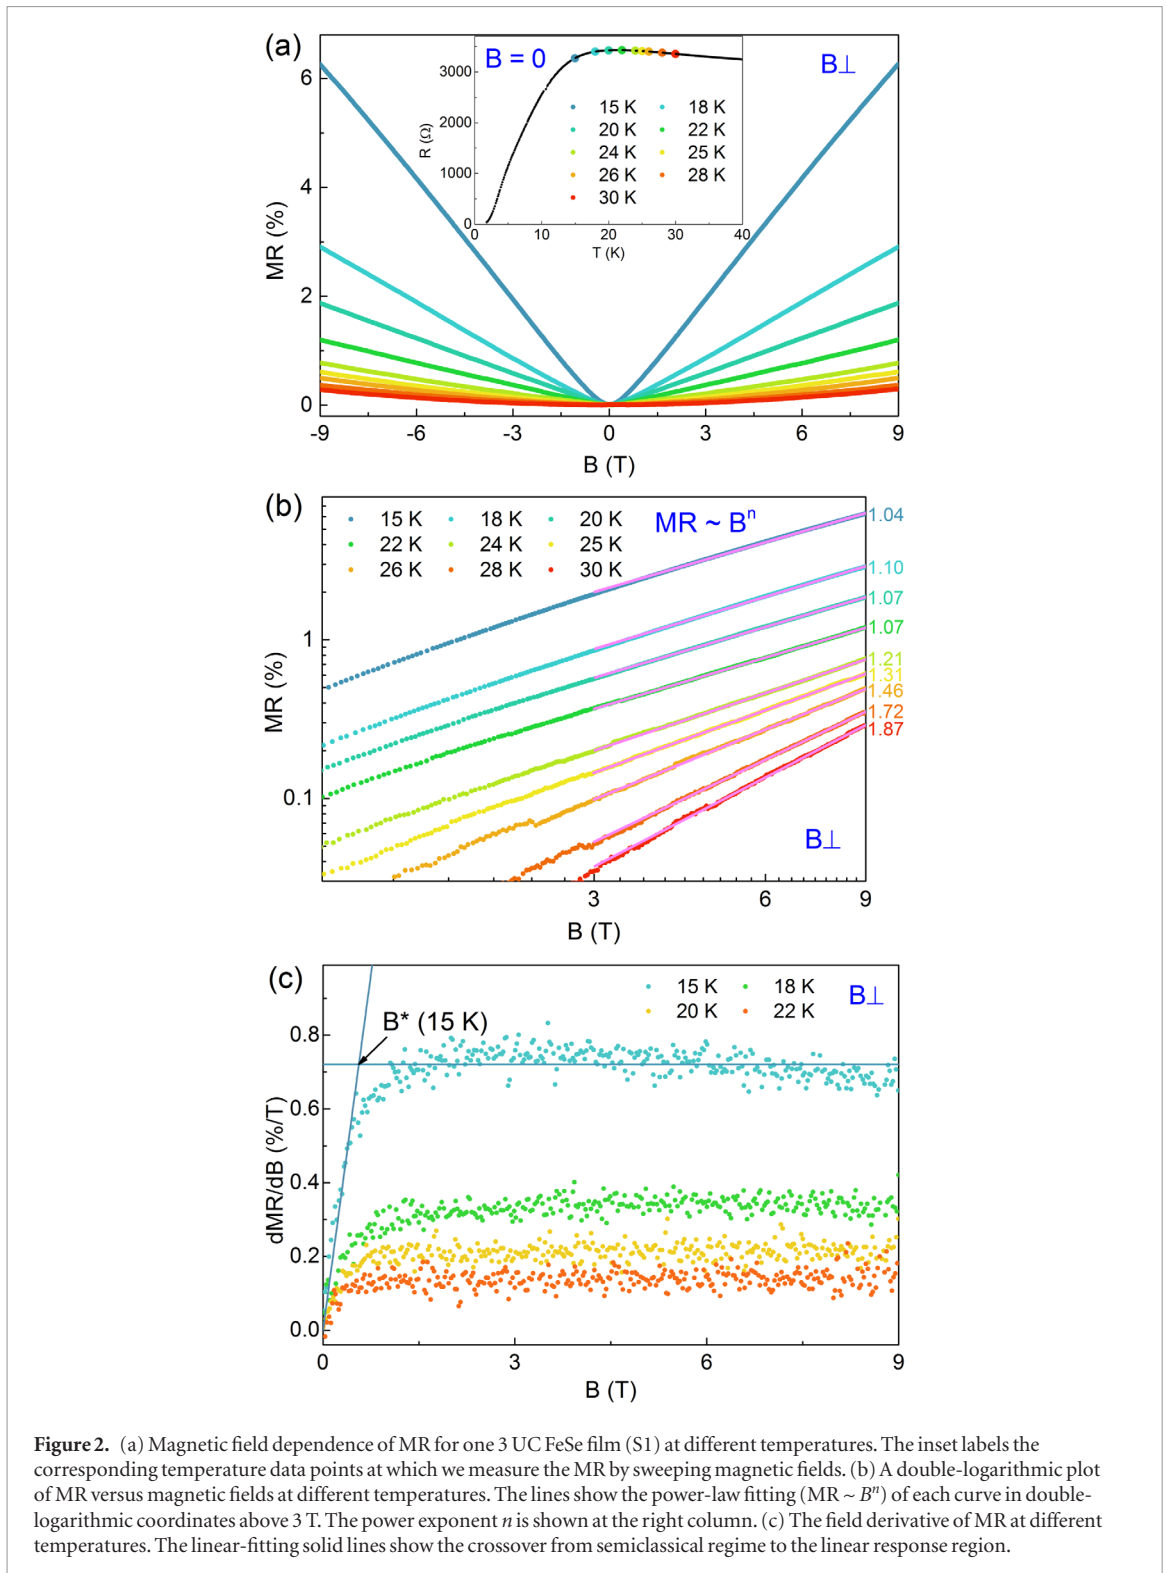 (a)
B = 0
B⊥
3000
2000
1000
0
R (Ω)
15 K 18 K
20 K 22 K
24 K 25 K
26 K 28 K
30 K
0 10 20 30 40
T (K)
6
4
2
0
MR (%)
-9 -6 -3 0 3 6 9
B (T)
(b)
15 K 18 K 20 K
22 K 24 K 25 K
26 K 28 K 30 K
MR ~ Bⁿ
1.04
1.10
1.07
1.07
1.21
1.31
1.46
1.72
1.87
1
0.1
MR (%)
B⊥
3 6 9
B (T)
(c)
15 K 18 K
20 K 22 K
B⊥
B* (15 K)
0.8
0.6
0.4
0.2
0.0
dMR/dB (%/T)
0 3 6 9
B (T)
Figure 2. (a) Magnetic field dependence of MR for one 3 UC FeSe film (S1) at different temperatures. The inset labels the
corresponding temperature data points at which we measure the MR by sweeping magnetic fields. (b) A double-logarithmic plot
of MR versus magnetic fields at different temperatures. The lines show the power-law fitting (MR ~ Bⁿ) of each curve in double-
logarithmic coordinates above 3 T. The power exponent n is shown at the right column. (c) The field derivative of MR at different
temperatures. The linear-fitting solid lines show the crossover from semiclassical regime to the linear response region.